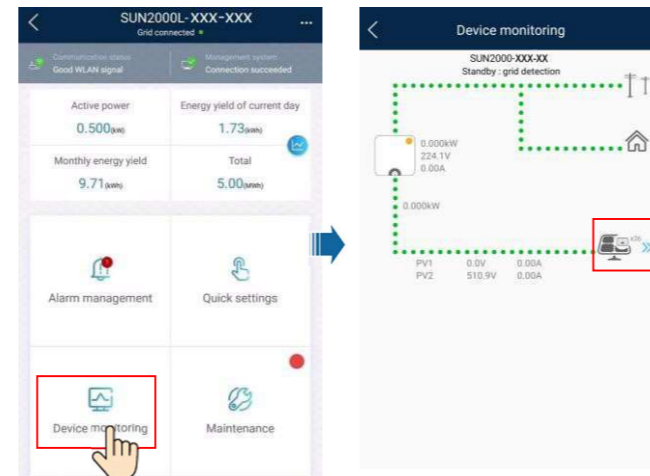 SUN2000L-XXX-XXX
Grid connected
...
Communication status
Good WLAN signal
Management system
Connection succeeded
Active power
0.500(kW)
Energy yield of current day
1.73(kWh)
Monthly energy yield
9.71(kWh)
Total
5.00(MWh)
Alarm management
Quick settings
Device monitoring
Maintenance
Device monitoring
SUN2000-XXX-XX
Standby : grid detection
0.000kW
224.1V
0.00A
0.000kW
x06
PV1 0.0V 0.00A
PV2 510.9V 0.00A